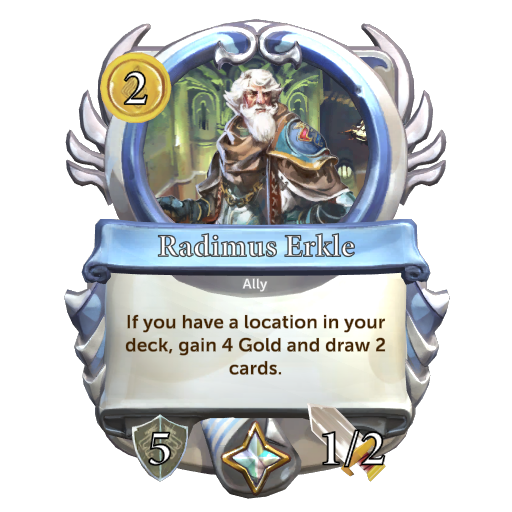 2
Radimus Erkle
Ally
If you have a location in your
deck, gain 4 Gold and draw 2
cards.
5
1/2